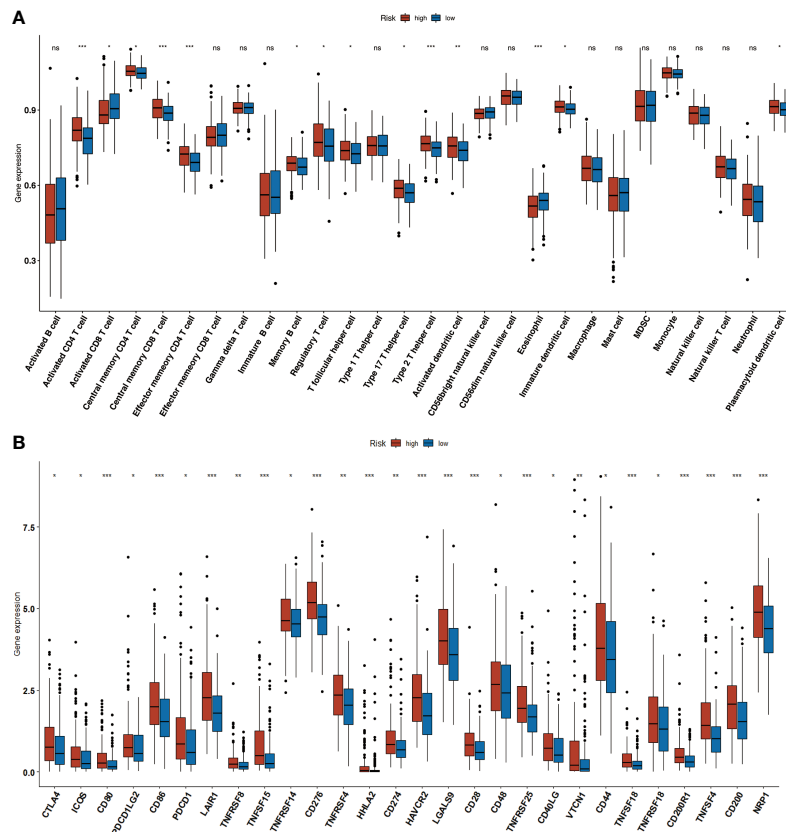 A
Risk high low
ns *** * * *** *** ns ns ns * * * ns * *** ** ns ns *** * ns ns ns ns ns ns ns *
Gene expression
0.9
0.6
0.3
Activated B cell
Activated CD4 T cell
Activated CD8 T cell
Central memory CD4 T cell
Central memory CD8 T cell
Effector memeory CD4 T cell
Effector memeory CD8 T cell
Gamma delta T cell
Immature B cell
Memory B cell
Regulatory T cell
T follicular helper cell
Type 1 T helper cell
Type 17 T helper cell
Type 2 T helper cell
Activated dendritic cell
CD56bright natural killer cell
CD56dim natural killer cell
Eosinophil
Immature dendritic cell
Macrophage
Mast cell
MDSC
Monocyte
Natural killer cell
Natural killer T cell
Neutrophil
Plasmacytoid dendritic cell
B
Risk high low
* * *** * *** * *** ** *** * *** ** *** ** *** *** *** * *** * ** * *** * *** *** *** ***
Gene expression
7.5
5.0
2.5
0.0
CTLA4
ICOS
CD80
PDCD1LG2
CD86
PDCD1
LAIR1
TNFRSF8
TNFSF15
TNFRSF14
CD276
TNFRSF4
HHLA2
CD274
HAVCR2
LGALS9
CD28
CD48
TNFRSF25
CD40LG
VTCN1
CD44
TNFSF18
TNFRSF18
CD200R1
TNFSF4
CD200
NRP1